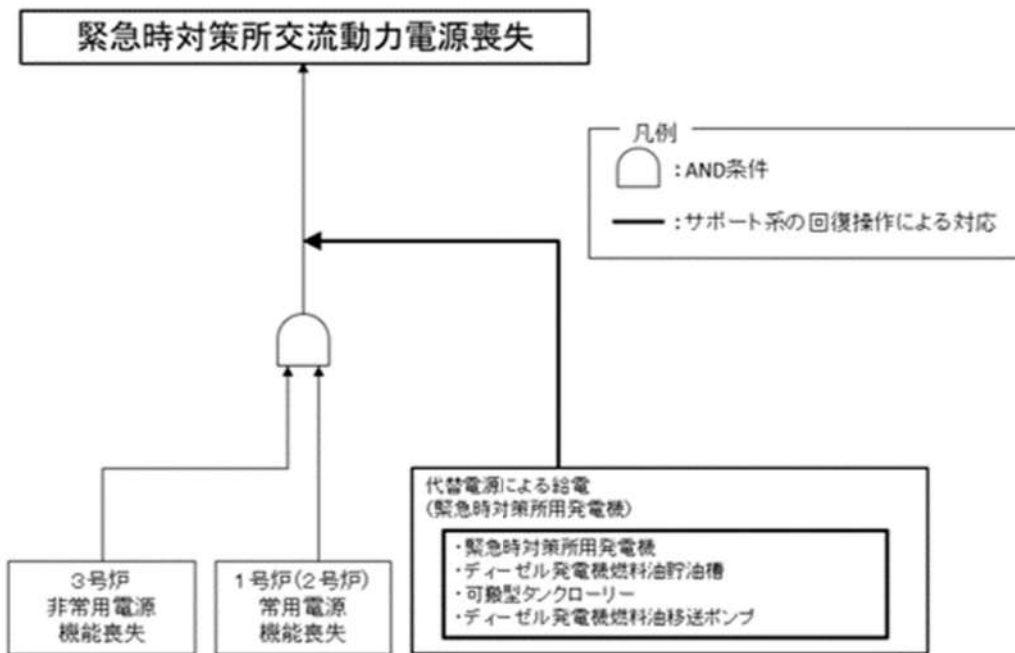 緊急時対策所交流動力電源喪失
凡例
:AND条件
:サポート系の回復操作による対応
代替電源による給電
(緊急時対策所用発電機)
・緊急時対策所用発電機
・ディーゼル発電機燃料油貯油槽
・可搬型タンクローリー
・ディーゼル発電機燃料油移送ポンプ
3号炉
非常用電源
機能喪失
1号炉(2号炉)
常用電源
機能喪失